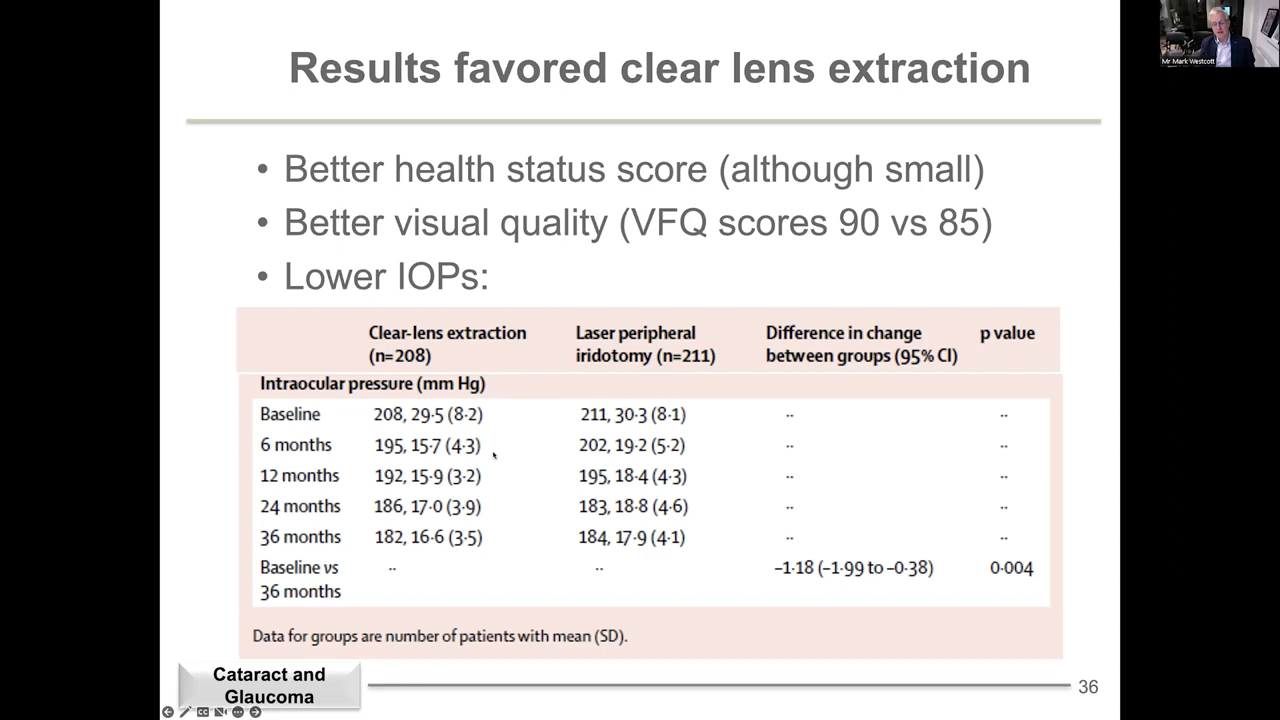 Results favored clear lens extraction
• Better health status score (although small)
• Better visual quality (VFQ scores 90 vs 85)
• Lower IOPs:
Clear-lens extraction (n=208) Laser peripheral iridotomy (n=211) Difference in change between groups (95% CI) p value
Intraocular pressure (mm Hg)
Baseline 208, 29·5 (8·2) 211, 30·3 (8·1) ·· ··
6 months 195, 15·7 (4·3) 202, 19·2 (5·2) ·· ··
12 months 192, 15·9 (3·2) 195, 18·4 (4·3) ·· ··
24 months 186, 17·0 (3·9) 183, 18·8 (4·6) ·· ··
36 months 182, 16·6 (3·5) 184, 17·9 (4·1) ·· ··
Baseline vs 36 months ·· ·· –1·18 (–1·99 to –0·38) 0·004
Data for groups are number of patients with mean (SD).
Cataract and
Glaucoma
36
Mr Mark Westcott